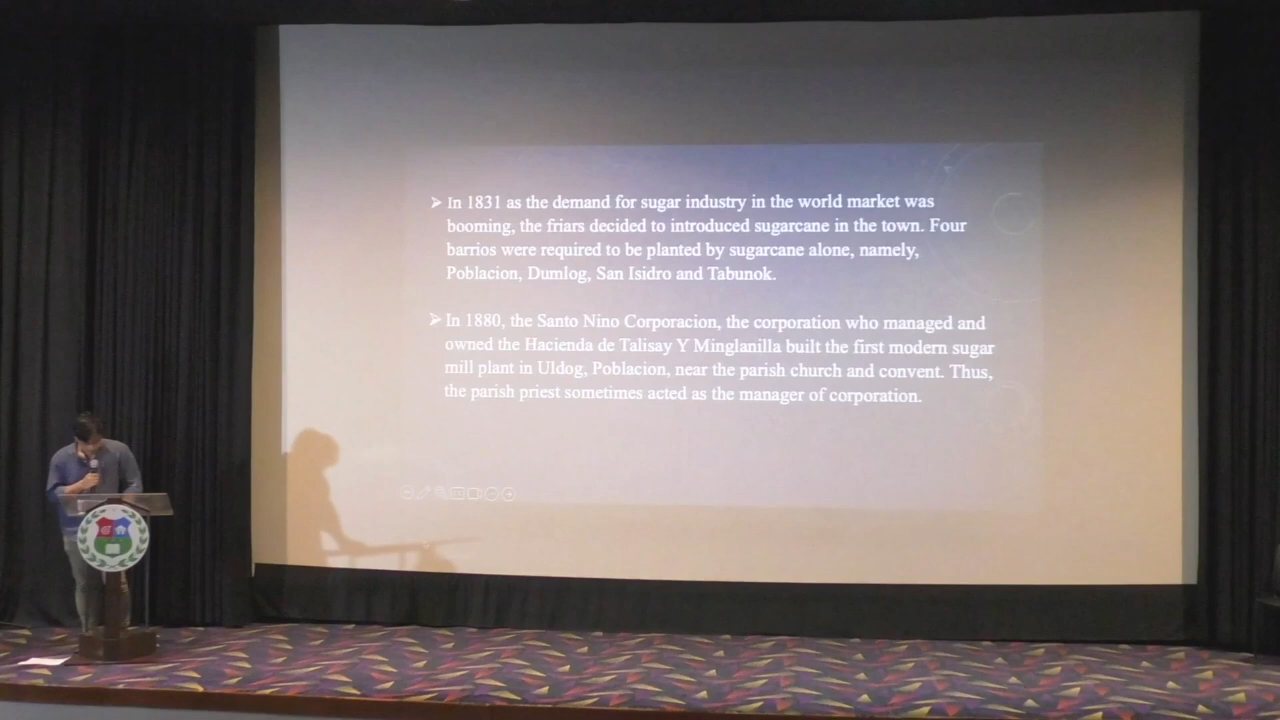 ➢ In 1831 as the demand for sugar industry in the world market was
booming, the friars decided to introduced sugarcane in the town. Four
barrios were required to be planted by sugarcane alone, namely,
Poblacion, Dumlog, San Isidro and Tabunok.
➢ In 1880, the Santo Nino Corporacion, the corporation who managed and
owned the Hacienda de Talisay Y Minglanilla built the first modern sugar
mill plant in Uldog, Poblacion, near the parish church and convent. Thus,
the parish priest sometimes acted as the manager of corporation.